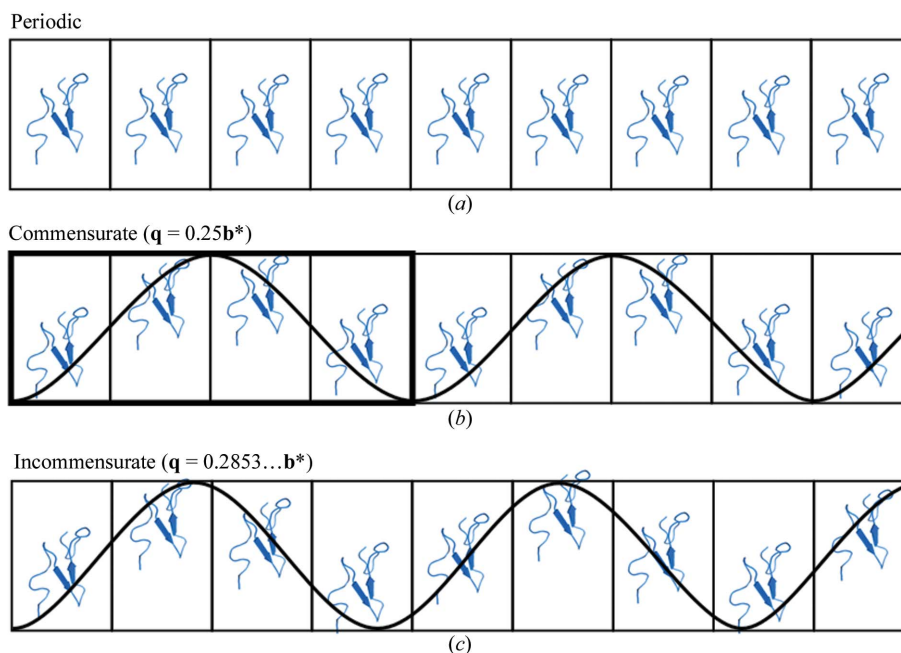 Periodic
(a)
Commensurate (q = 0.25b*)
(b)
Incommensurate (q = 0.2853…b*)
(c)